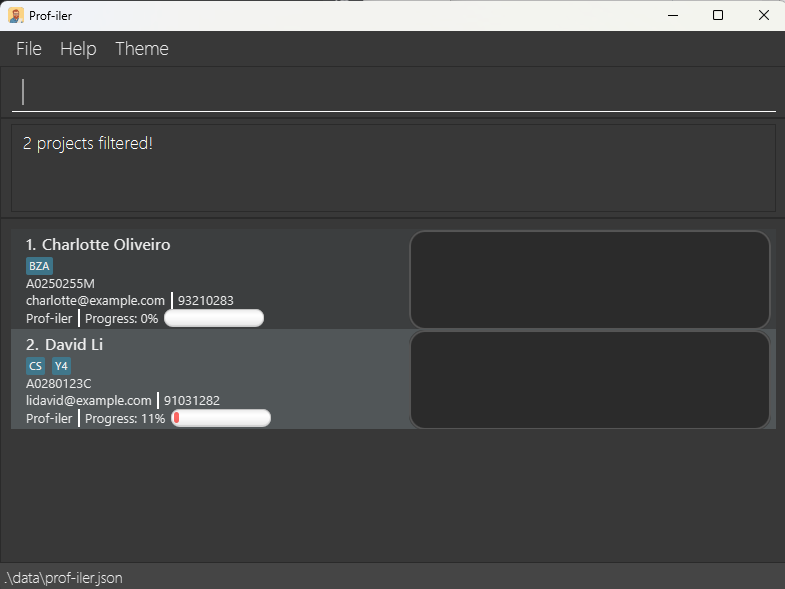 Prof-iler
File Help Theme
2 projects filtered!
1. Charlotte Oliveiro
BZA
A0250255M
charlotte@example.com 93210283
Prof-iler Progress: 0%
2. David Li
CS Y4
A0280123C
lidavid@example.com 91031282
Prof-iler Progress: 11%
.\data\prof-iler.json